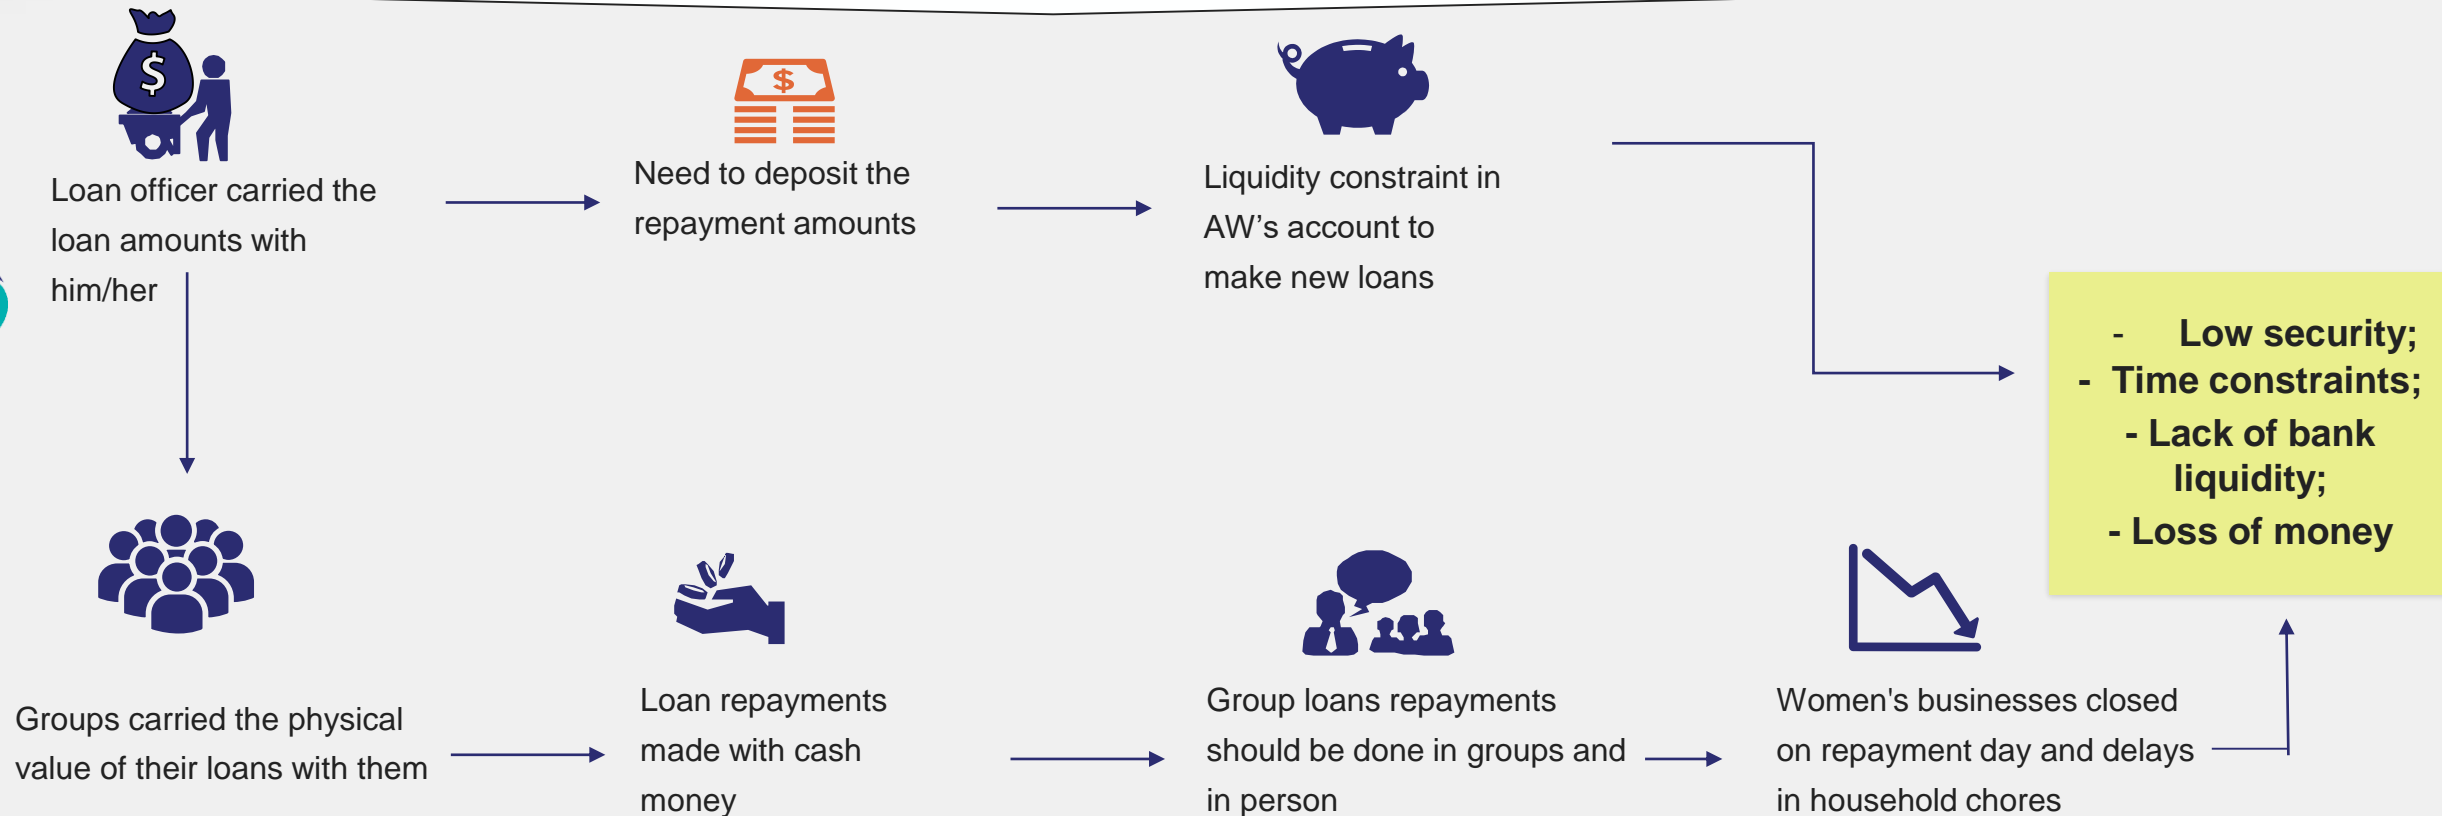 $
$
Loan officer carried the
loan amounts with
him/her
Need to deposit the
repayment amounts
Liquidity constraint in
AW’s account to
make new loans
- Low security;
- Time constraints;
- Lack of bank
liquidity;
- Loss of money
Groups carried the physical
value of their loans with them
Loan repayments
made with cash
money
Group loans repayments
should be done in groups and
in person
Women's businesses closed
on repayment day and delays
in household chores